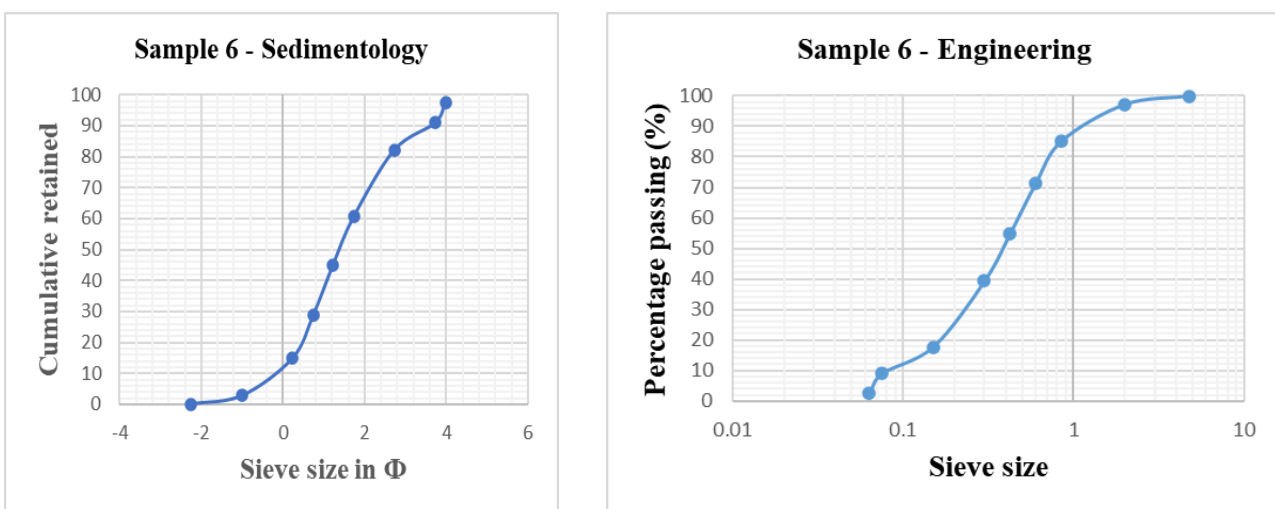 Sample 6 - Sedimentology
Cumulative retained
100
90
80
70
60
50
40
30
20
10
0
-4 -2 0 2 4 6
Sieve size in Φ
Sample 6 - Engineering
Percentage passing (%)
100
90
80
70
60
50
40
30
20
10
0
0.01 0.1 1 10
Sieve size